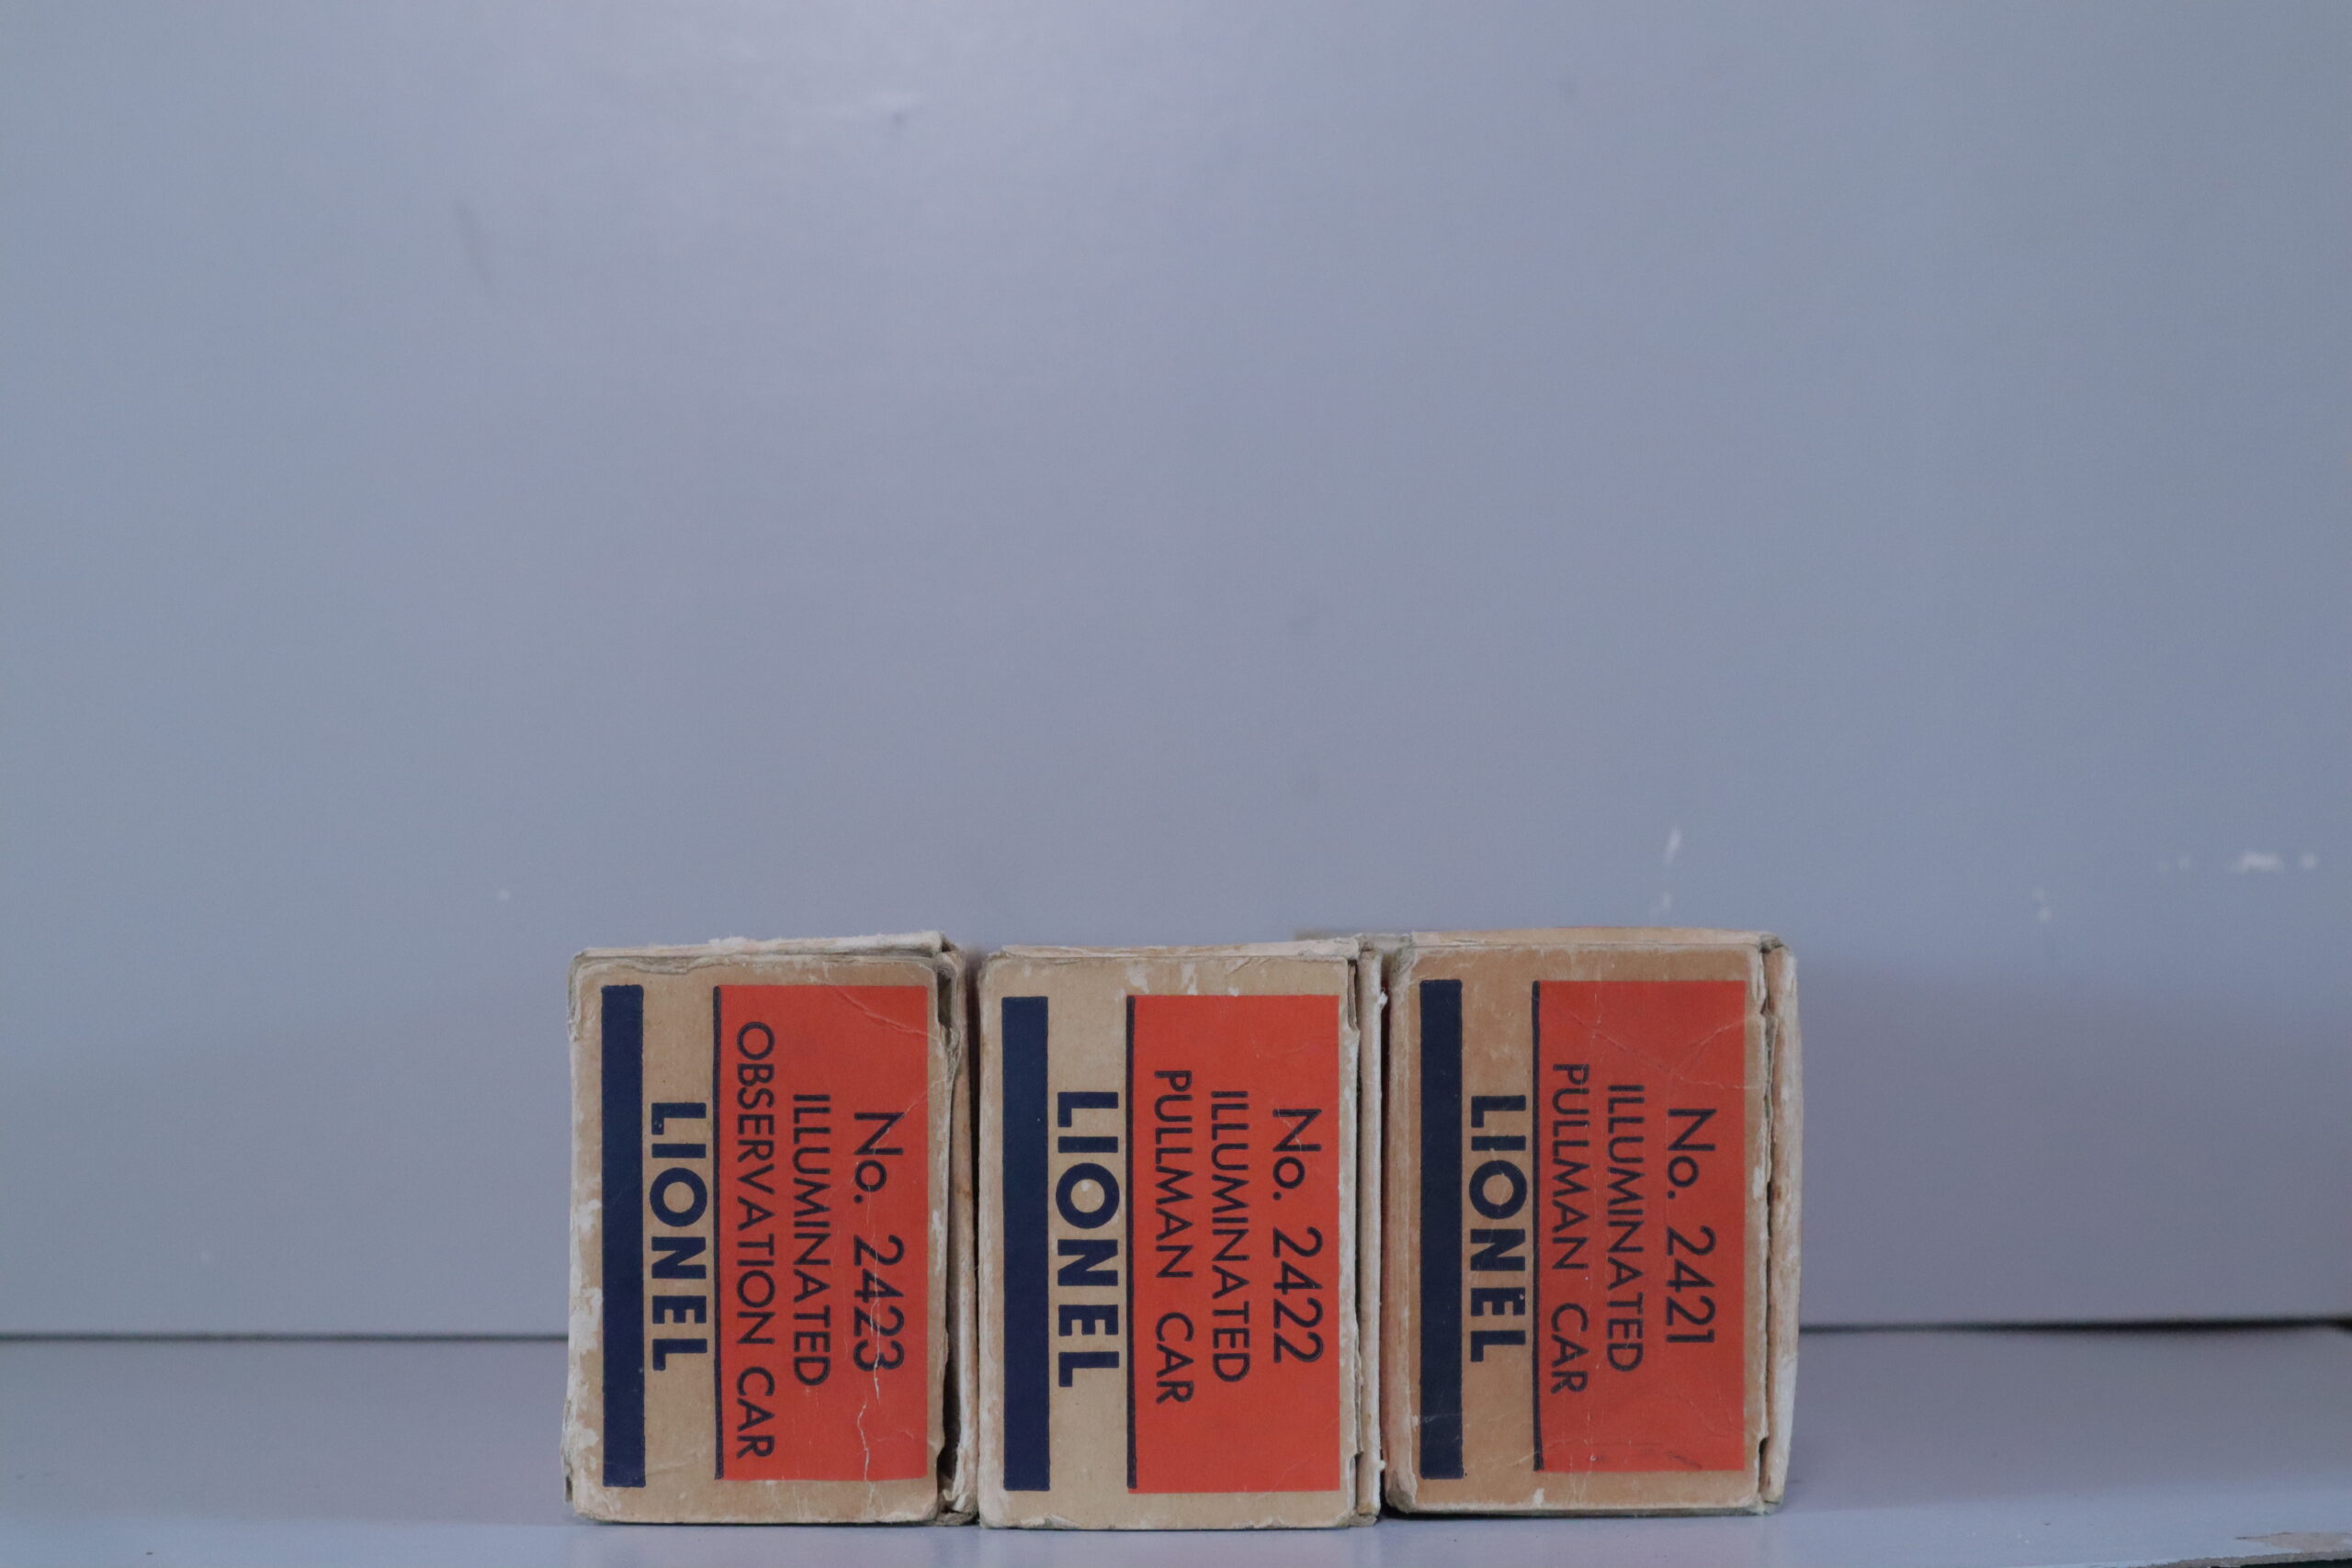 No. 2423
ILLUMINATED
OBSERVATION CAR
LIONEL
No. 2422
ILLUMINATED
PULLMAN CAR
LIONEL
No. 2421
ILLUMINATED
PULLMAN CAR
LIONEL